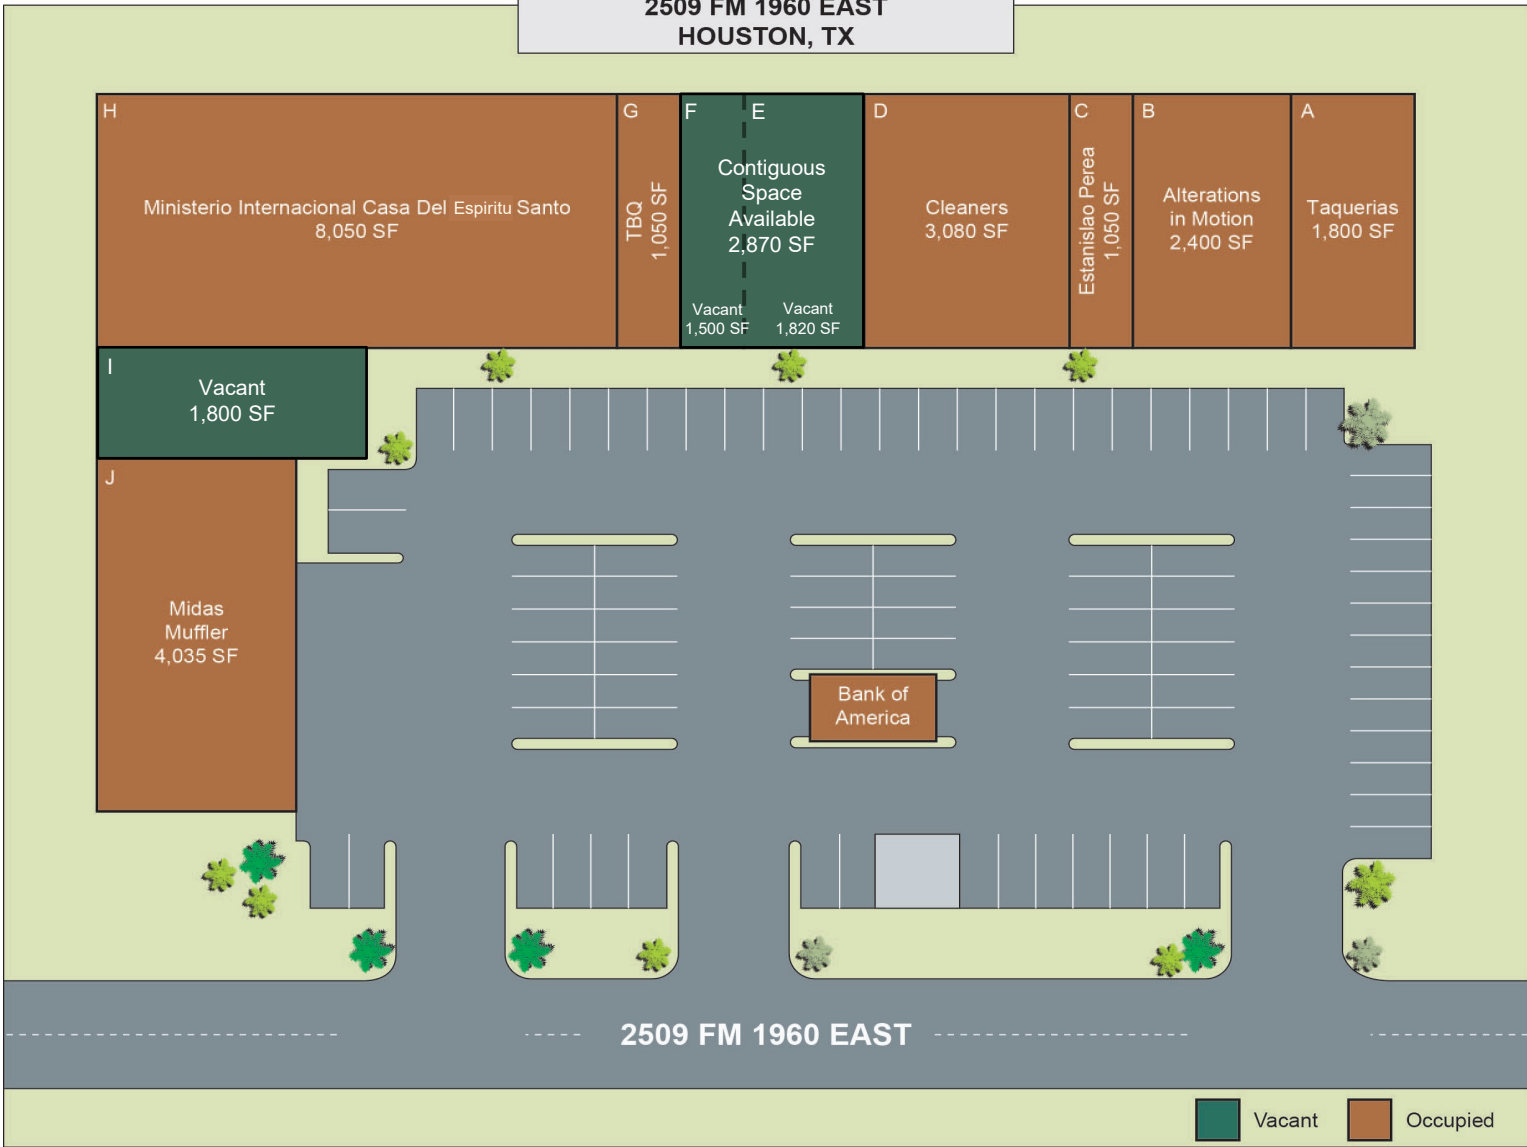 2509 FM 1960 EAST
HOUSTON, TX
H
Ministerio Internacional Casa Del Espiritu Santo
8,050 SF
G
TBQ
1,050 SF
F
E
Contiguous
Space
Available
2,870 SF
Vacant
1,500 SF
Vacant
1,820 SF
D
Cleaners
3,080 SF
C
Estanislao Perea
1,050 SF
B
Alterations
in Motion
2,400 SF
A
Taquerias
1,800 SF
I
Vacant
1,800 SF
J
Midas
Muffler
4,035 SF
Bank of
America
2509 FM 1960 EAST
Vacant
Occupied